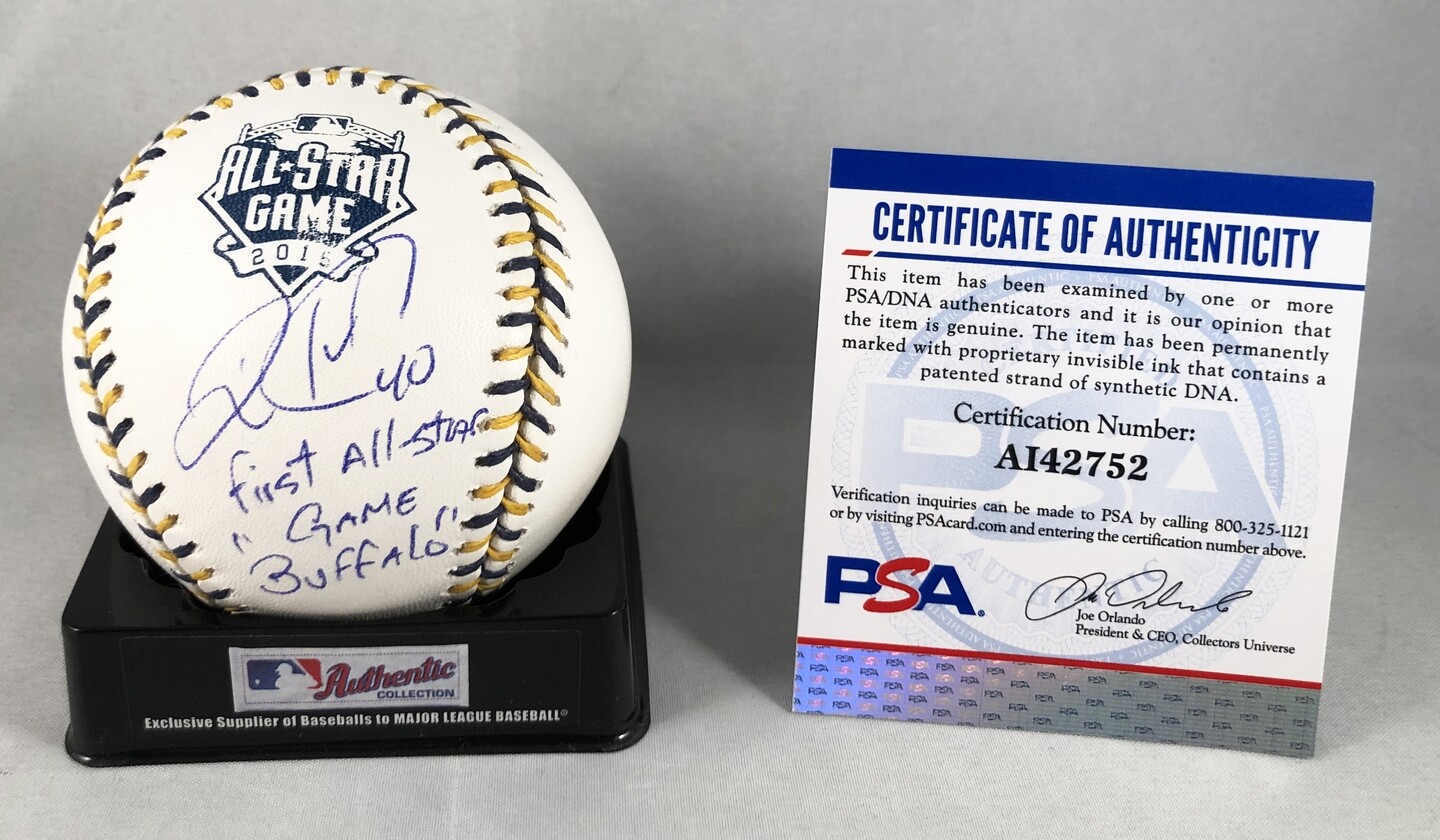 ALL★STAR
GAME
2016
40
first All-Star
"GAME
BuffAlo"
Authentic
COLLECTION
Exclusive Supplier of Baseballs to MAJOR LEAGUE BASEBALL®
CERTIFICATE OF AUTHENTICITY
This item has been examined by one or more
PSA/DNA authenticators and it is our opinion that
the item is genuine. The item has been permanently
marked with proprietary invisible ink that contains a
patented strand of synthetic DNA.
Certification Number:
AI42752
Verification inquiries can be made to PSA by calling 800-325-1121
or by visiting PSAcard.com and entering the certification number above.
PSA®
Joe Orlando
President & CEO, Collectors Universe